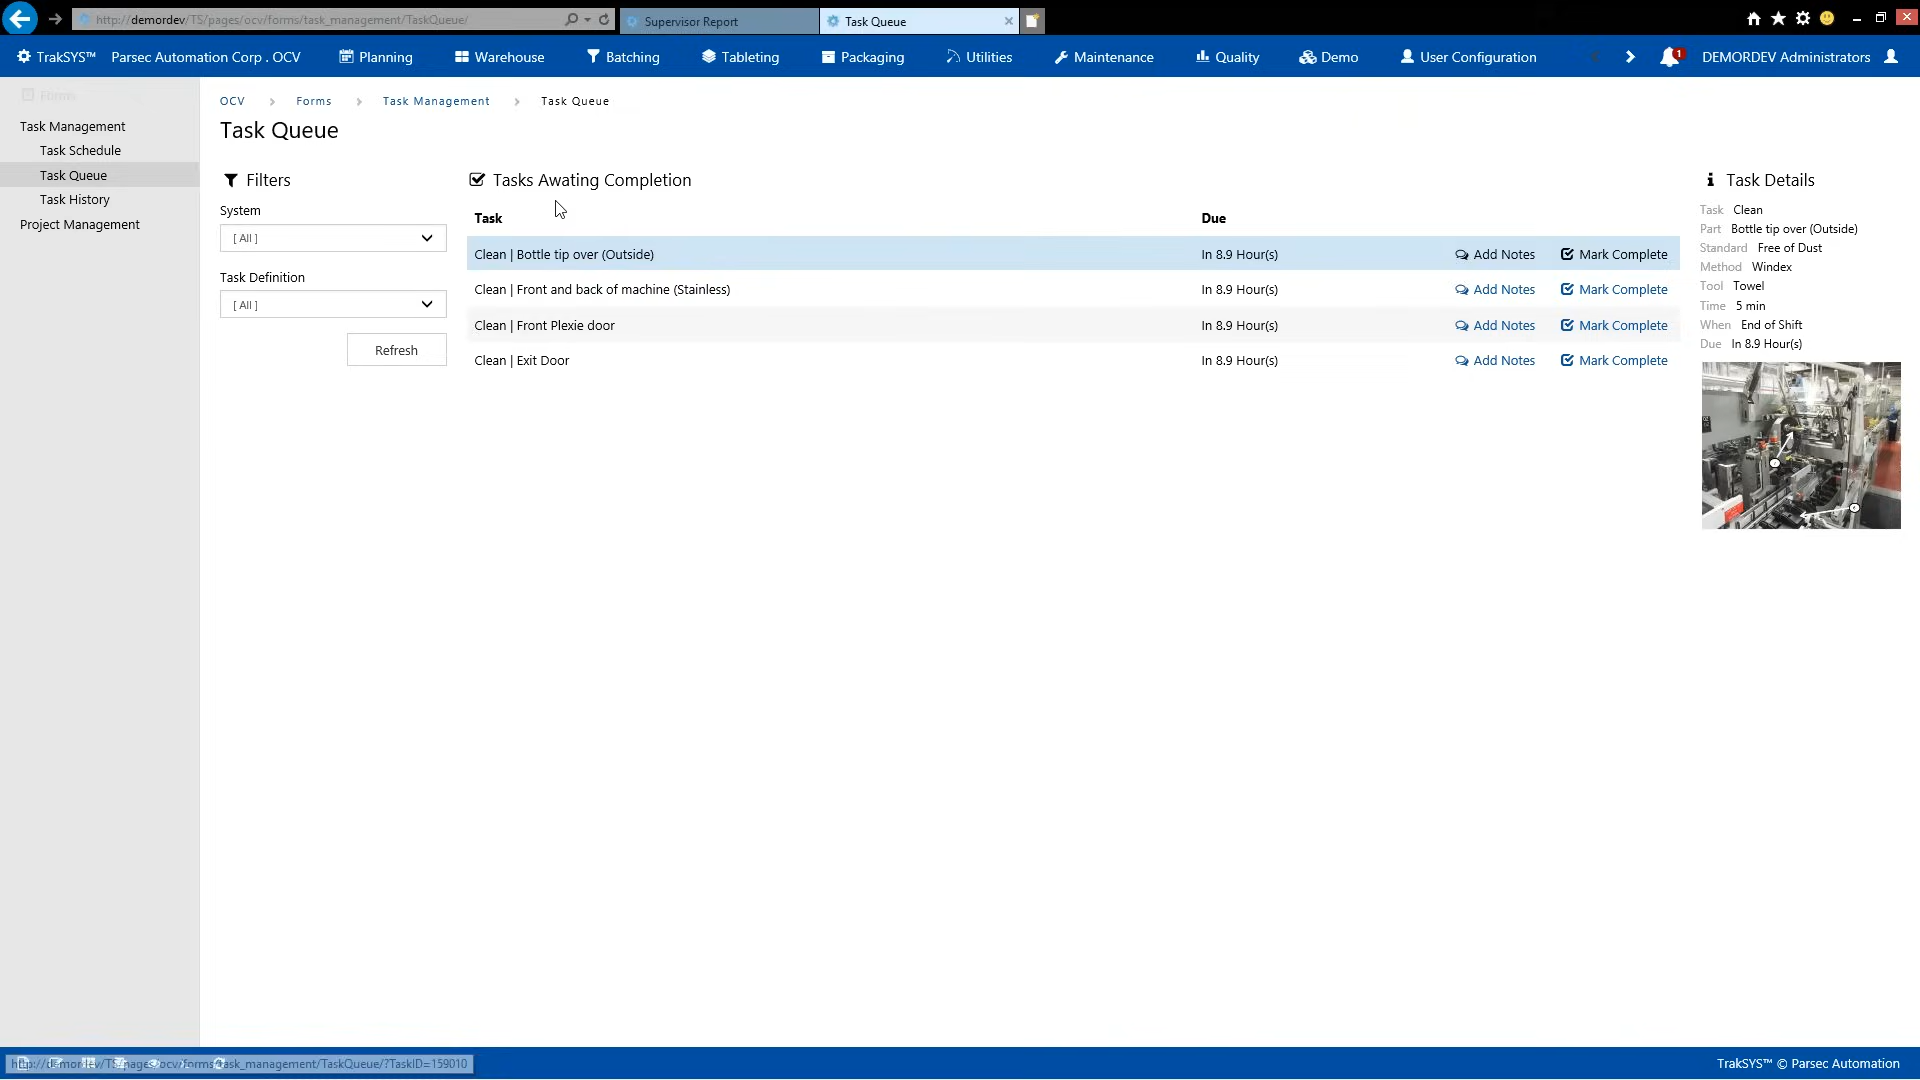 http://demordev/TS/pages/ocv/forms/task_management/TaskQueue/
Supervisor Report
Task Queue
TrakSYS™ Parsec Automation Corp . OCV Planning Warehouse Batching Tableting Packaging Utilities Maintenance Quality Demo User Configuration 1 DEMORDEV Administrators
Forms
Task Management
Task Schedule
Task Queue
Task History
Project Management
OCV > Forms > Task Management > Task Queue
Task Queue
Filters
System
[ All ]
Task Definition
[ All ]
Refresh
Tasks Awating Completion
Task Due
Clean | Bottle tip over (Outside) In 8.9 Hour(s) Add Notes Mark Complete
Clean | Front and back of machine (Stainless) In 8.9 Hour(s) Add Notes Mark Complete
Clean | Front Plexie door In 8.9 Hour(s) Add Notes Mark Complete
Clean | Exit Door In 8.9 Hour(s) Add Notes Mark Complete
Task Details
Task Clean
Part Bottle tip over (Outside)
Standard Free of Dust
Method Windex
Tool Towel
Time 5 min
When End of Shift
Due In 8.9 Hour(s)
http://demordev/TS/pages/ocv/forms/task_management/TaskQueue/?TaskID=159010
TrakSYS™ © Parsec Automation